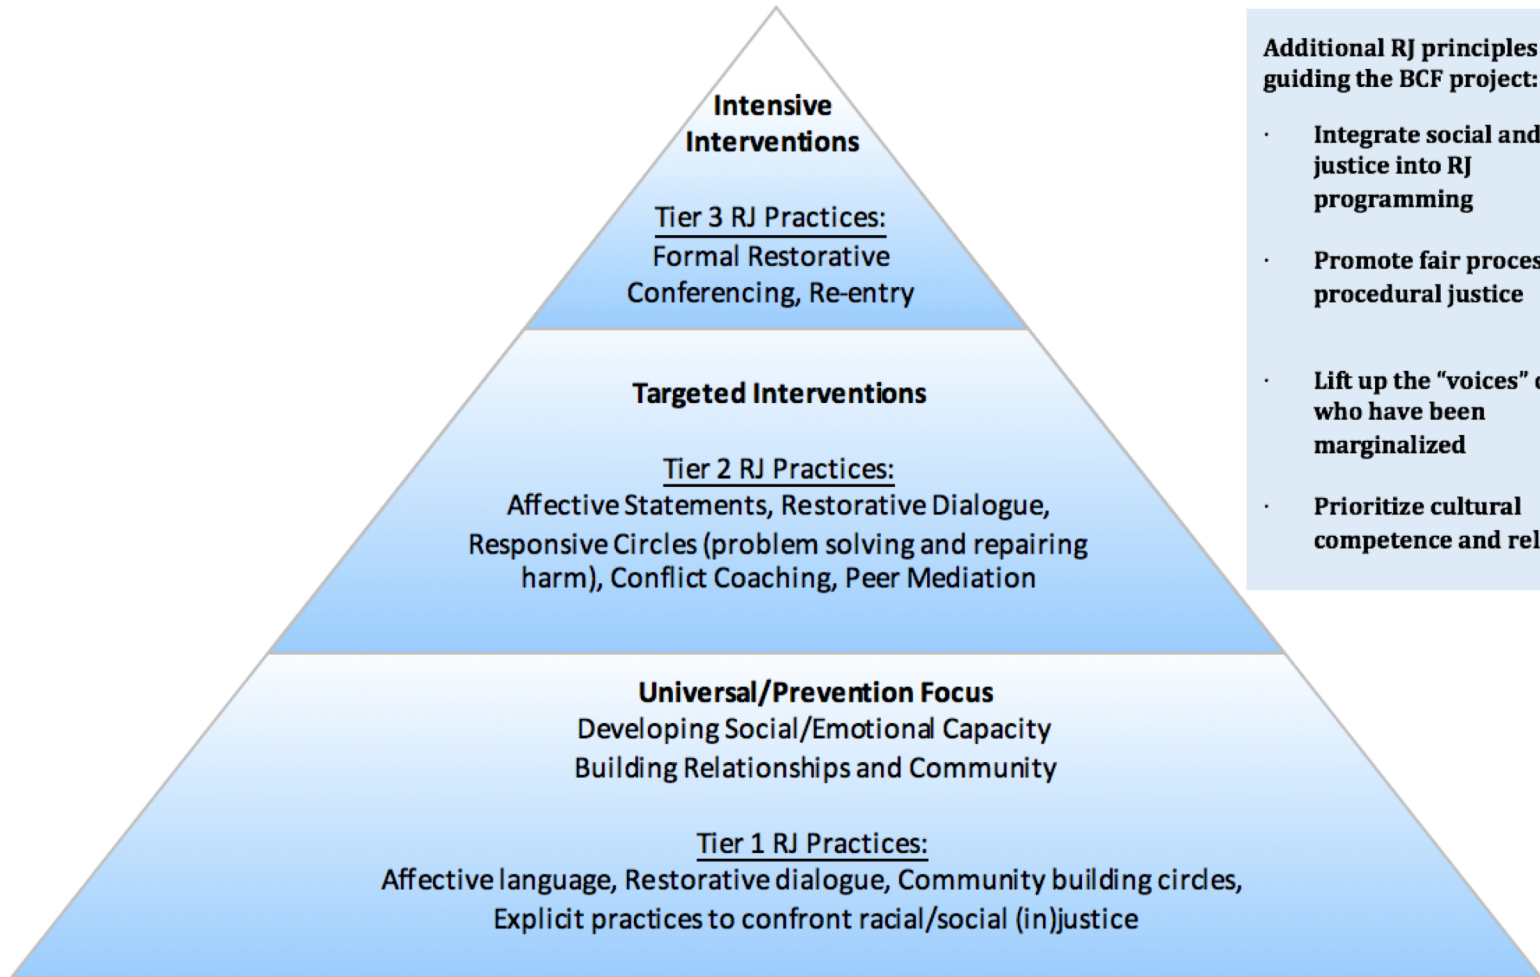 Intensive
Interventions
Tier 3 RJ Practices:
Formal Restorative
Conferencing, Re-entry
Targeted Interventions
Tier 2 RJ Practices:
Affective Statements, Restorative Dialogue,
Responsive Circles (problem solving and repairing
harm), Conflict Coaching, Peer Mediation
Universal/Prevention Focus
Developing Social/Emotional Capacity
Building Relationships and Community
Tier 1 RJ Practices:
Affective language, Restorative dialogue, Community building circles,
Explicit practices to confront racial/social (in)justice
Additional RJ principles
guiding the BCF project:
· Integrate social and
justice into RJ
programming
· Promote fair
procedural justice
· Lift up the “voices”
who have been
marginalized
· Prioritize cultural
competence and